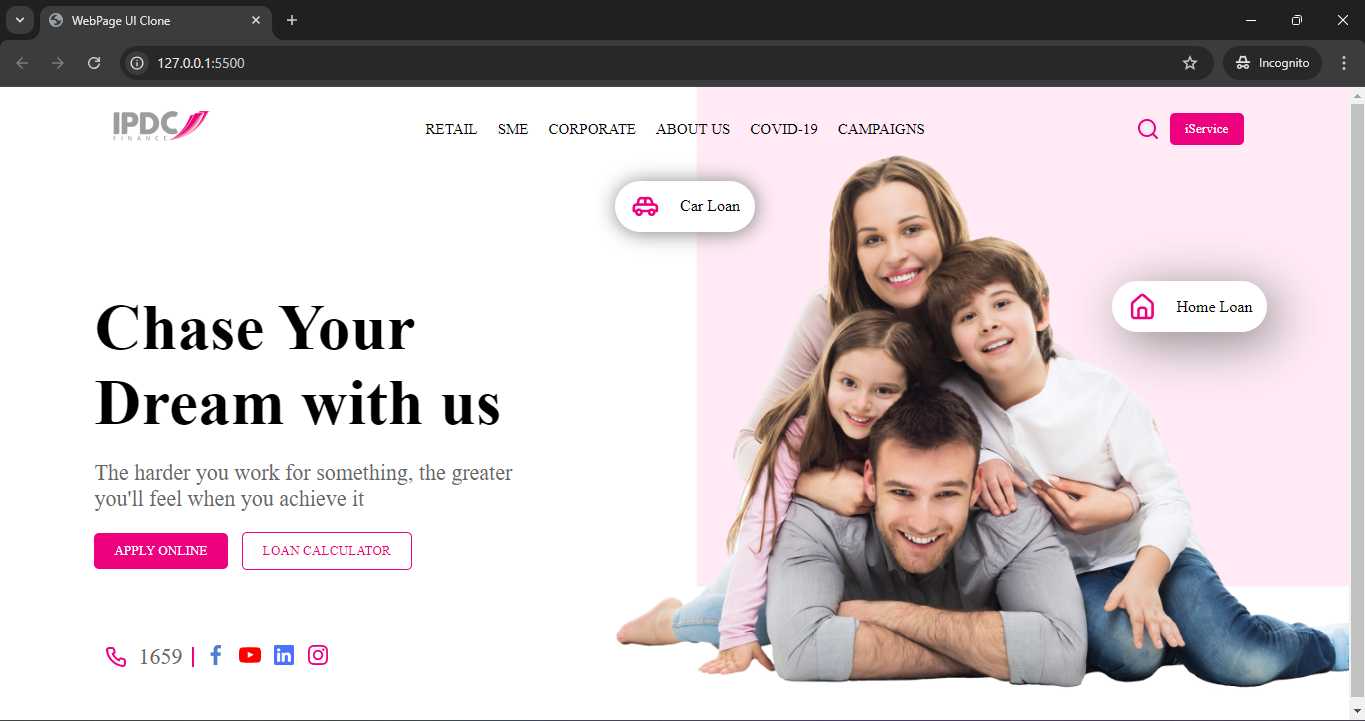 WebPage UI Clone
127.0.0.1:5500
Incognito
IPDC
FINANCE
RETAIL SME CORPORATE ABOUT US COVID-19 CAMPAIGNS
iService
Car Loan
Home Loan
Chase Your
Dream with us
The harder you work for something, the greater
you'll feel when you achieve it
APPLY ONLINE LOAN CALCULATOR
1659